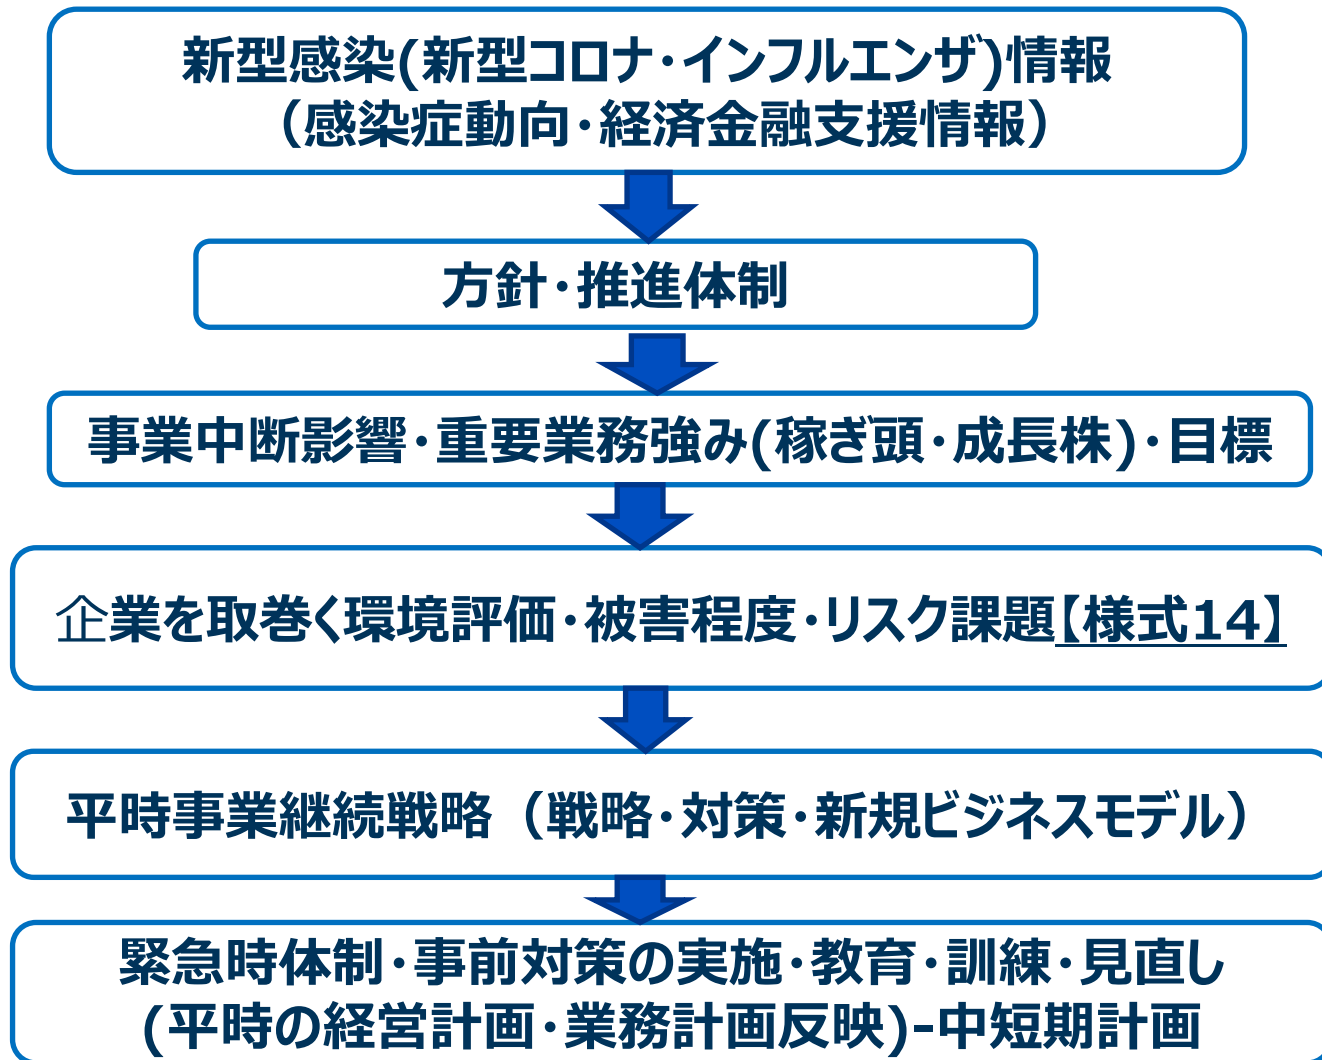 新型感染(新型コロナ・インフルエンザ)情報
（感染症動向・経済金融支援情報）
方針・推進体制
事業中断影響・重要業務強み(稼ぎ頭・成長株)・目標
企業を取巻く環境評価・被害程度・リスク課題【様式14】
平時事業継続戦略（戦略・対策・新規ビジネスモデル）
緊急時体制・事前対策の実施・教育・訓練・見直し
(平時の経営計画・業務計画反映)-中短期計画